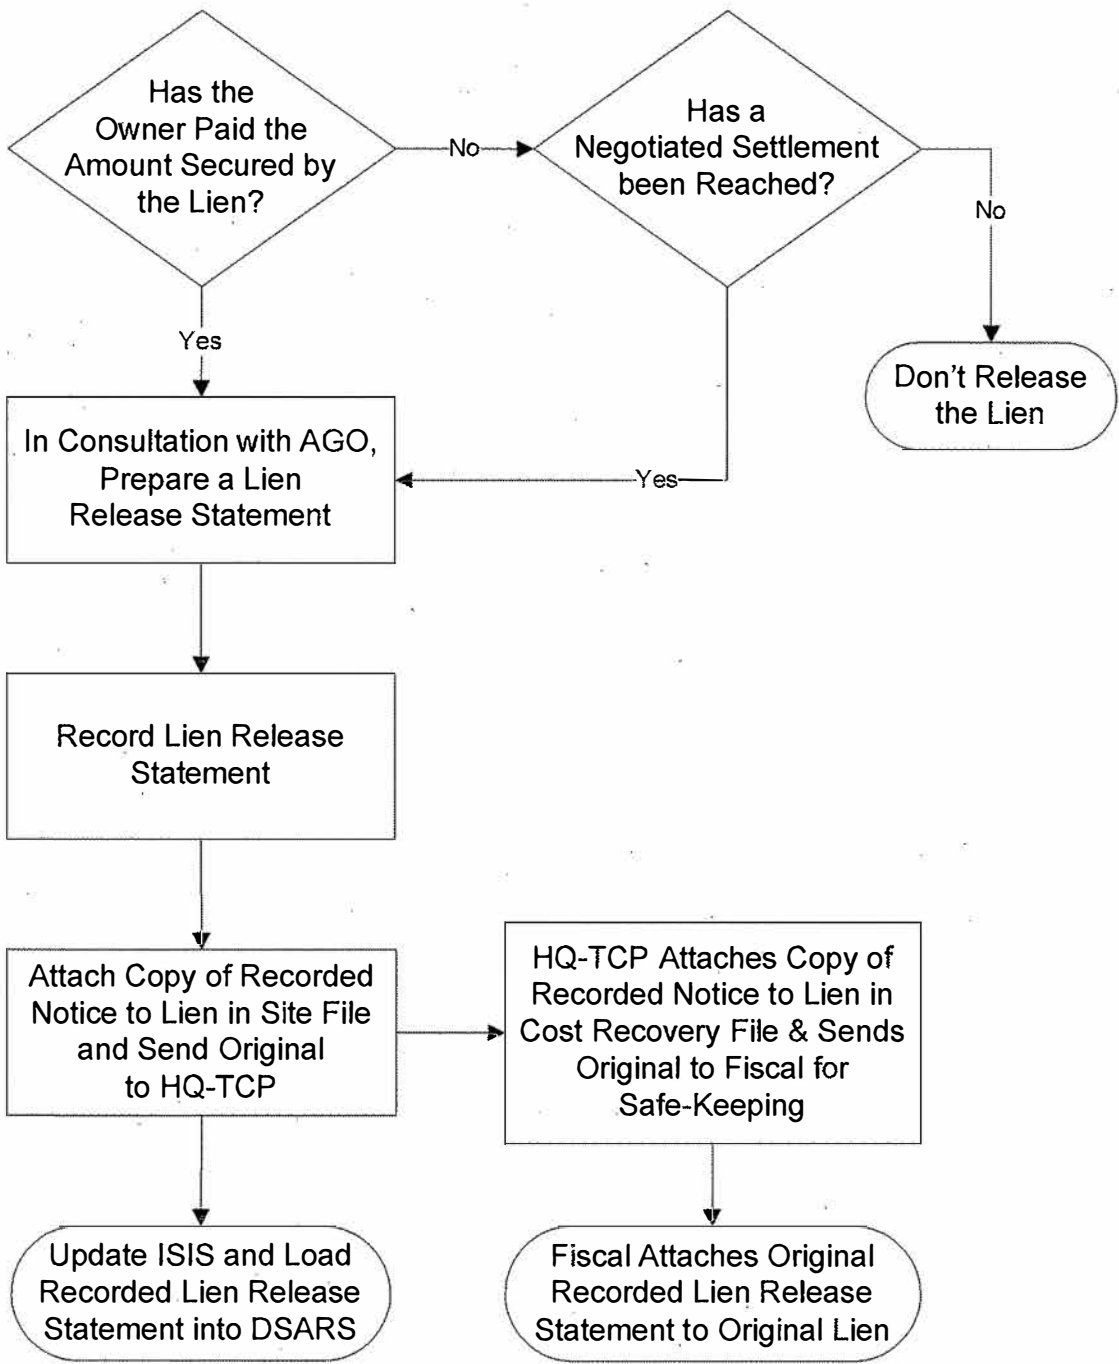 Has the
Owner Paid the
Amount Secured by
the Lien?
No
Has a
Negotiated Settlement
been Reached?
No
Yes
Don't Release
the Lien
In Consultation with AGO,
Prepare a Lien
Release Statement
Yes
Record Lien Release
Statement
Attach Copy of Recorded
Notice to Lien in Site File
and Send Original
to HQ-TCP
HQ-TCP Attaches Copy of
Recorded Notice to Lien in
Cost Recovery File & Sends
Original to Fiscal for
Safe-Keeping
Update ISIS and Load
Recorded Lien Release
Statement into DSARS
Fiscal Attaches Original
Recorded Lien Release
Statement to Original Lien